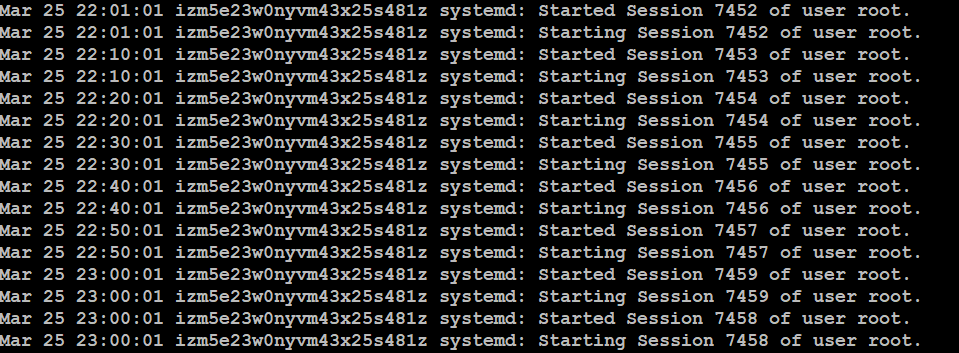 Mar 25 22:01:01 izm5e23w0nyvm43x25s481z systemd: Started Session 7452 of user root.
Mar 25 22:01:01 izm5e23w0nyvm43x25s481z systemd: Starting Session 7452 of user root.
Mar 25 22:10:01 izm5e23w0nyvm43x25s481z systemd: Started Session 7453 of user root.
Mar 25 22:10:01 izm5e23w0nyvm43x25s481z systemd: Starting Session 7453 of user root.
Mar 25 22:20:01 izm5e23w0nyvm43x25s481z systemd: Started Session 7454 of user root.
Mar 25 22:20:01 izm5e23w0nyvm43x25s481z systemd: Starting Session 7454 of user root.
Mar 25 22:30:01 izm5e23w0nyvm43x25s481z systemd: Started Session 7455 of user root.
Mar 25 22:30:01 izm5e23w0nyvm43x25s481z systemd: Starting Session 7455 of user root.
Mar 25 22:40:01 izm5e23w0nyvm43x25s481z systemd: Started Session 7456 of user root.
Mar 25 22:40:01 izm5e23w0nyvm43x25s481z systemd: Starting Session 7456 of user root.
Mar 25 22:50:01 izm5e23w0nyvm43x25s481z systemd: Started Session 7457 of user root.
Mar 25 22:50:01 izm5e23w0nyvm43x25s481z systemd: Starting Session 7457 of user root.
Mar 25 23:00:01 izm5e23w0nyvm43x25s481z systemd: Started Session 7459 of user root.
Mar 25 23:00:01 izm5e23w0nyvm43x25s481z systemd: Starting Session 7459 of user root.
Mar 25 23:00:01 izm5e23w0nyvm43x25s481z systemd: Started Session 7458 of user root.
Mar 25 23:00:01 izm5e23w0nyvm43x25s481z systemd: Starting Session 7458 of user root.